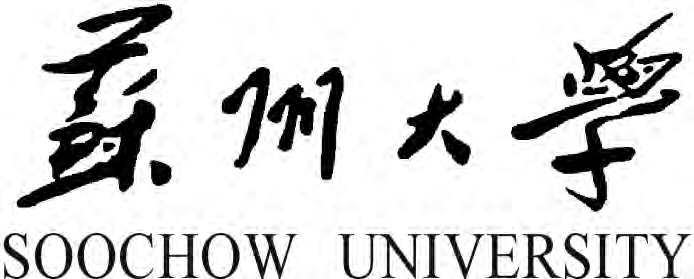 蘇州大學
SOOCHOW UNIVERSITY